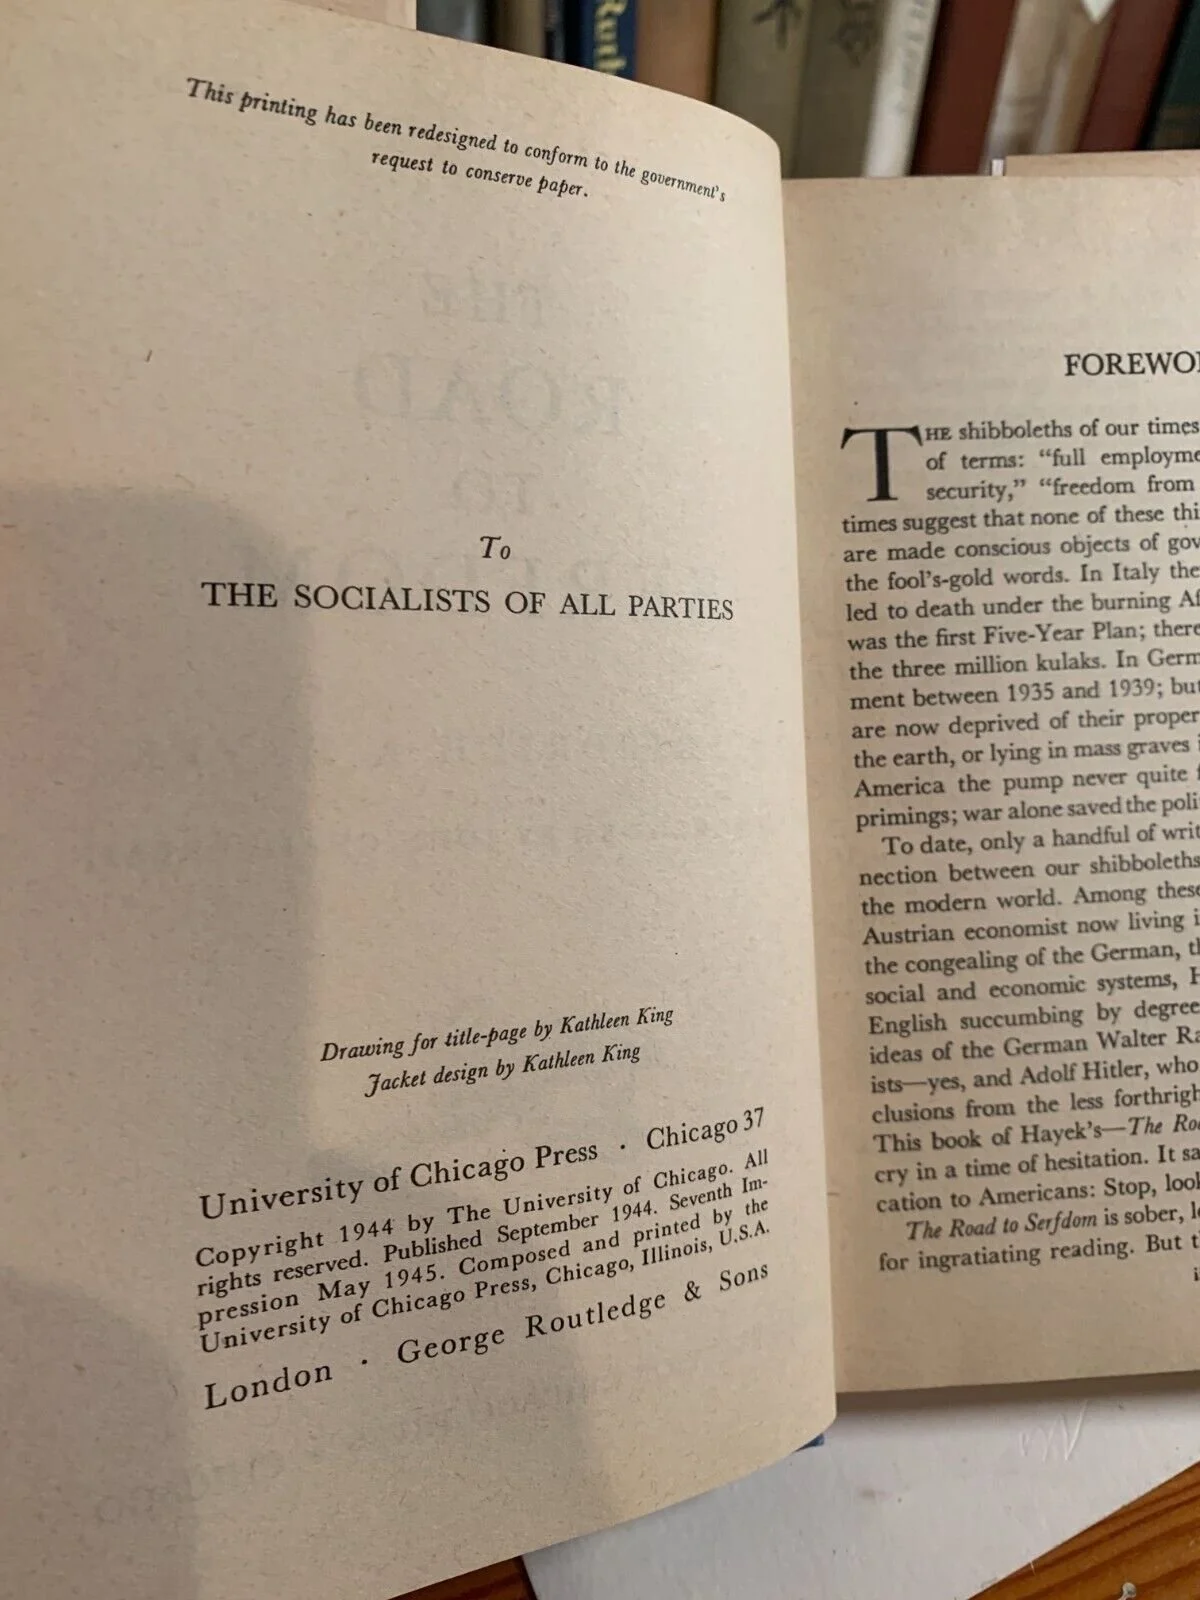 This printing has been redesigned to conform to the government's
request to conserve paper.
To
THE SOCIALISTS OF ALL PARTIES
Drawing for title-page by Kathleen King
Jacket design by Kathleen King
University of Chicago Press · Chicago 37
Copyright 1944 by The University of Chicago. All
rights reserved. Published September 1944. Seventh Im-
pression May 1945. Composed and printed by the
University of Chicago Press, Chicago, Illinois, U.S.A.
London · George Routledge & Sons
FOREWO
THE shibboleths of our times
of terms: "full employme
security," "freedom from
times suggest that none of these thi
are made conscious objects of gov
the fool's-gold words. In Italy the
led to death under the burning Af
was the first Five-Year Plan; there
the three million kulaks. In Germ
ment between 1935 and 1939; but
are now deprived of their proper
the earth, or lying in mass graves i
America the pump never quite f
primings; war alone saved the poli
To date, only a handful of writ
nection between our shibboleths
the modern world. Among these
Austrian economist now living i
the congealing of the German, th
social and economic systems, H
English succumbing by degree
ideas of the German Walter Ra
ists—yes, and Adolf Hitler, who
clusions from the less forthrigh
This book of Hayek's—The Roa
cry in a time of hesitation. It sa
cation to Americans: Stop, look
The Road to Serfdom is sober, lo
for ingratiating reading. But th
Ruth